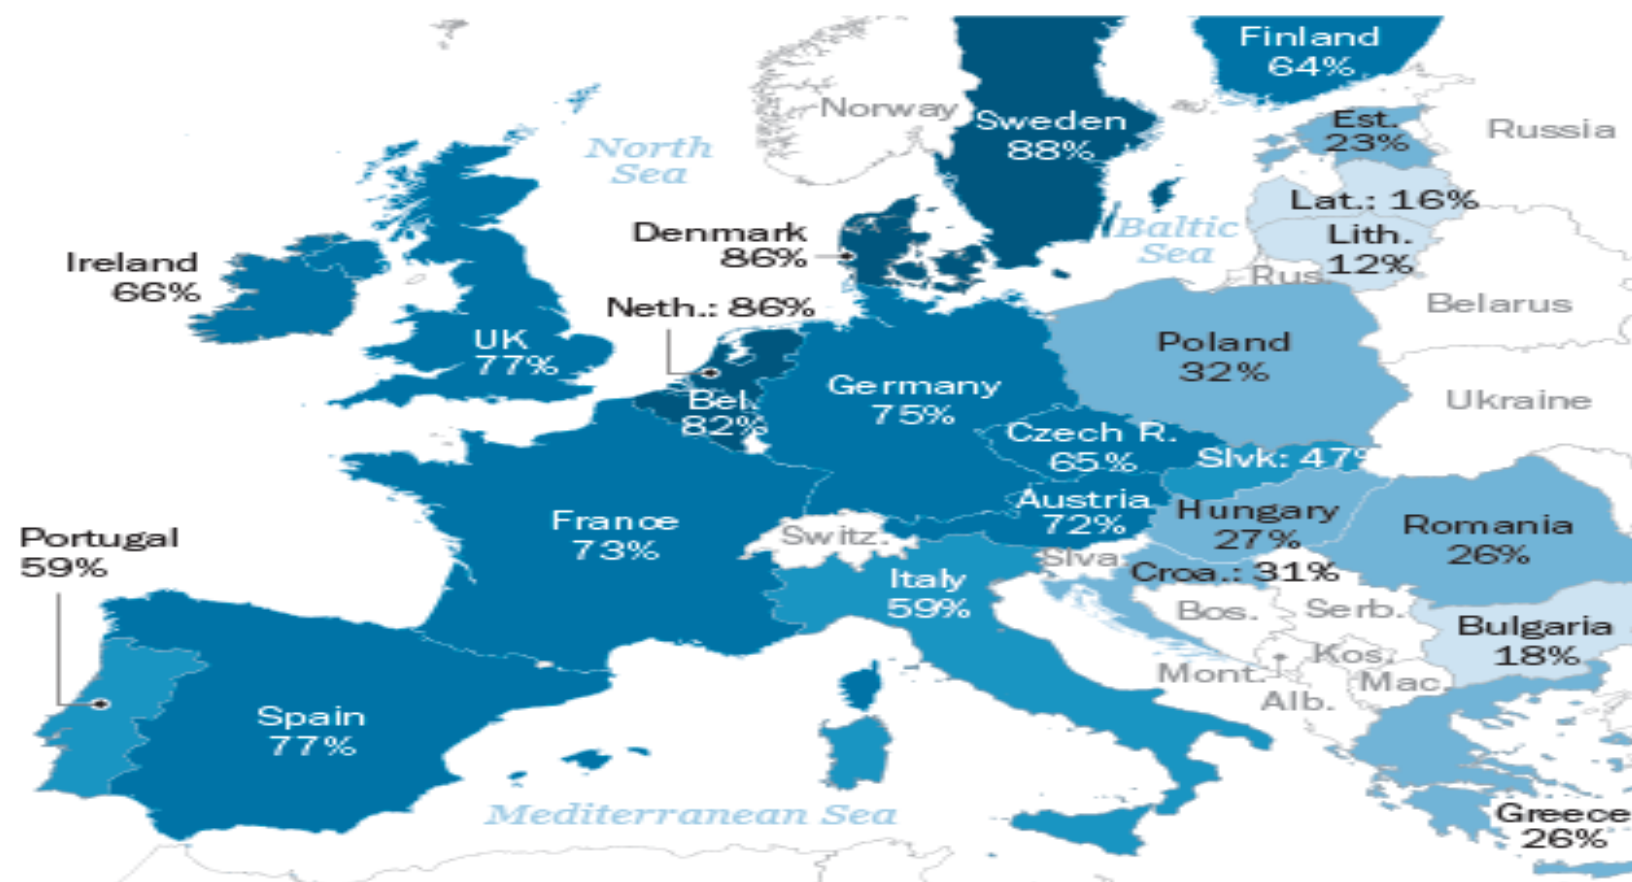 Finland
64%
Norway
Sweden
88%
Est.
23%
Russia
North
Sea
Lat.: 16%
Denmark
86%
Baltic
Sea
Lith.
12%
Ireland
66%
Rus.
Neth.: 86%
Belarus
UK
77%
Poland
32%
Germany
75%
Bel.
82%
Ukraine
Czech R.
65%
Slvk: 47%
Austria
72%
Hungary
27%
Romania
26%
France
73%
Switz.
Portugal
59%
Slva.
Croa.: 31%
Italy
59%
Bos.
Serb.
Bulgaria
18%
Kos.
Mont.
Mac.
Alb.
Spain
77%
Mediterranean Sea
Greece
26%